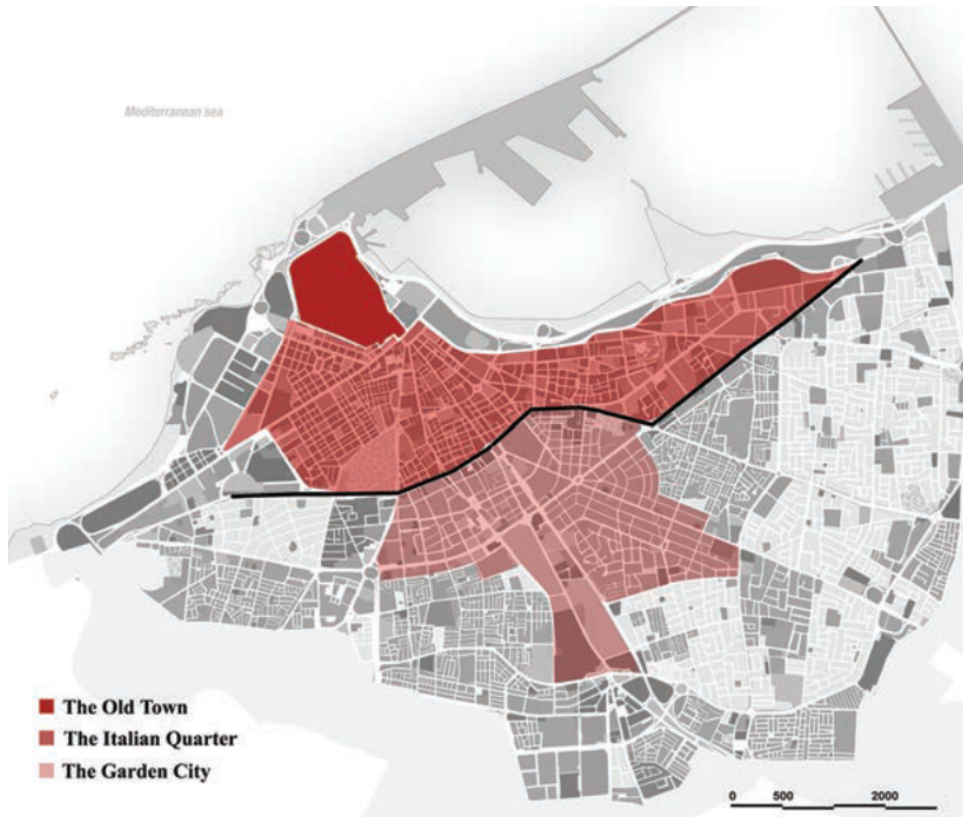 Mediterranean sea
The Old Town
The Italian Quarter
The Garden City
0 500 2000